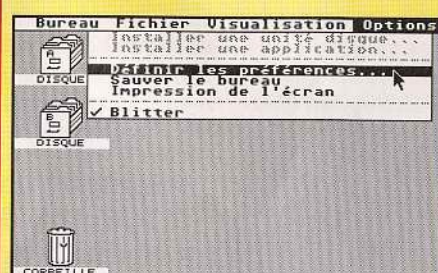 Bureau Fichier Visualisation Options
Installer une unité disque...
Installer une application...
Définir les préférences...
Sauver le bureau
Impression de l'écran
✓ Blitter
A
DISQUE
B
DISQUE
CORBEILLE